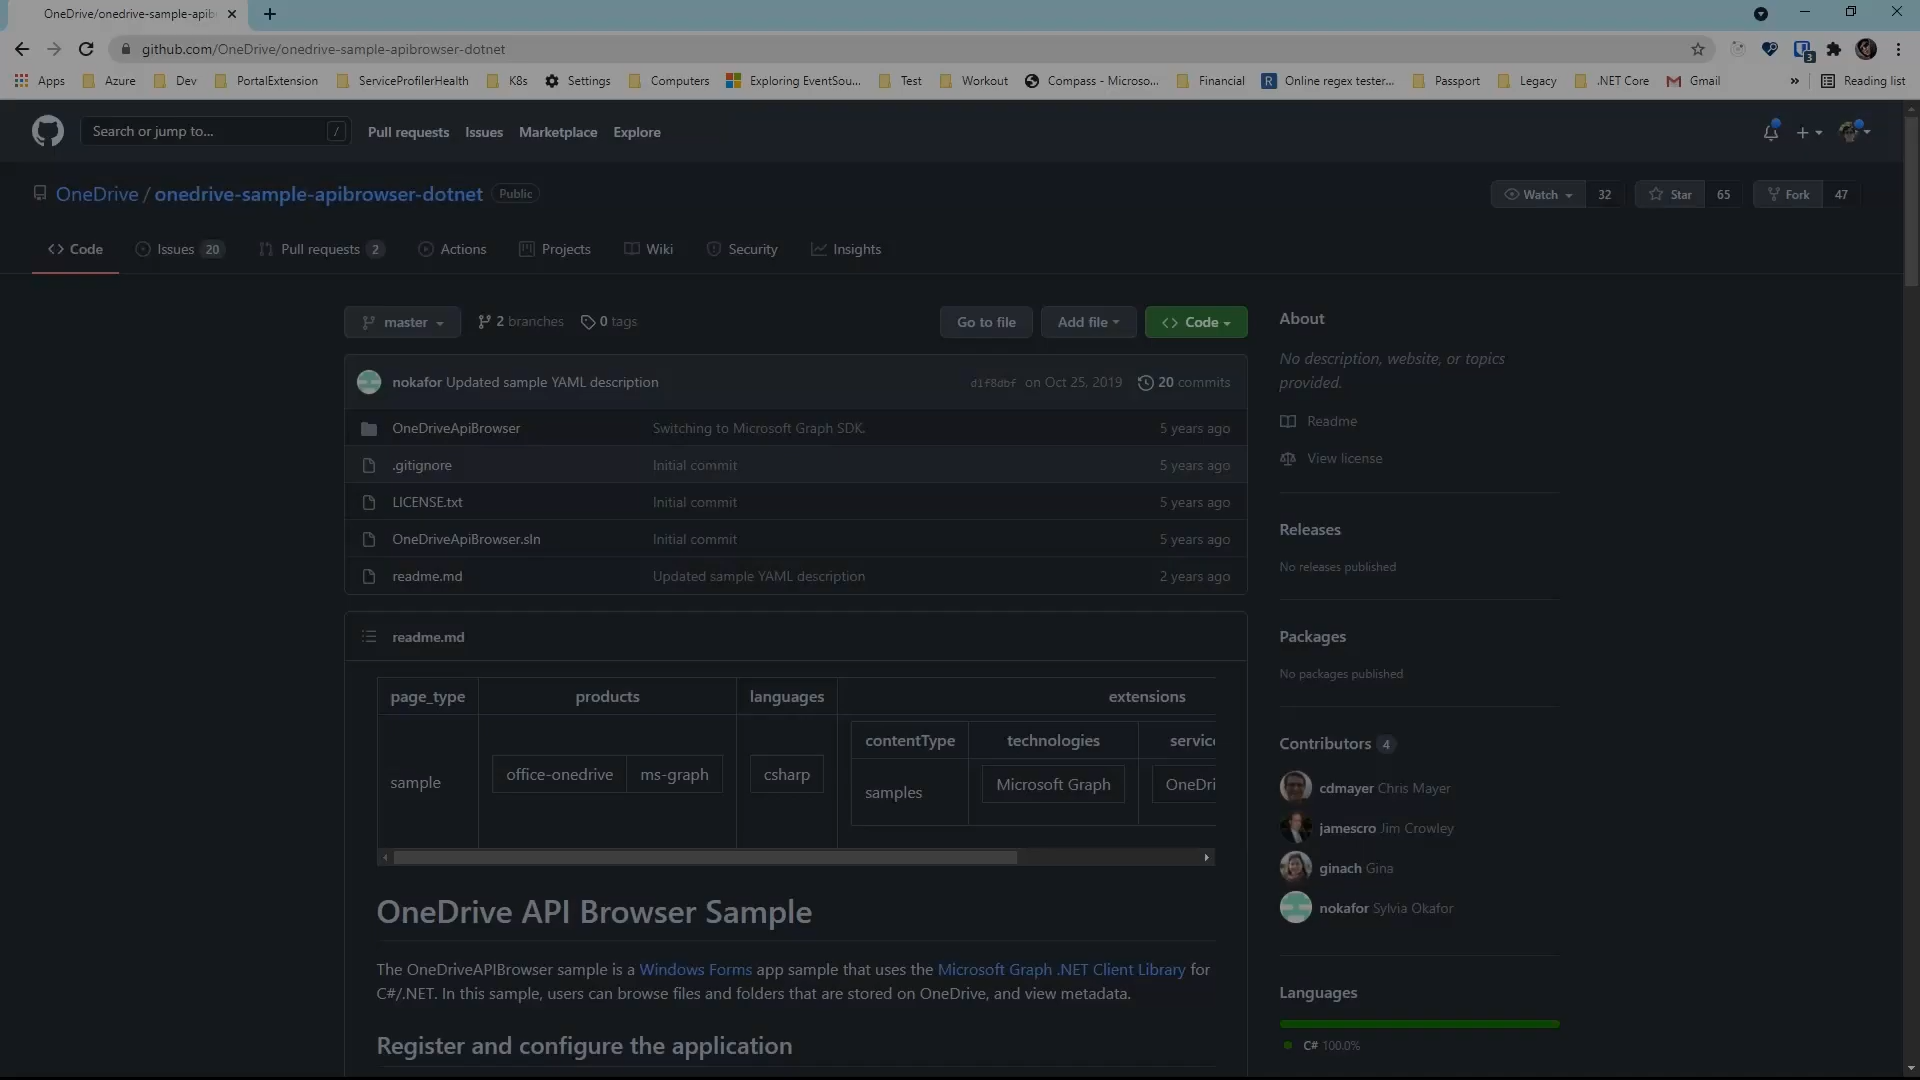 OneDrive/onedrive-sample-apib
github.com/OneDrive/onedrive-sample-apibrowser-dotnet
3
Apps Azure Dev PortalExtension ServiceProfilerHealth K8s Settings Computers Exploring EventSou... Test Workout Compass - Microso... Financial R Online regex tester... Passport Legacy .NET Core Gmail » Reading list
Search or jump to... / Pull requests Issues Marketplace Explore
OneDrive / onedrive-sample-apibrowser-dotnet Public Watch 32 Star 65 Fork 47
Code Issues 20 Pull requests 2 Actions Projects Wiki Security Insights
master 2 branches 0 tags Go to file Add file Code
nokafor Updated sample YAML description d1f8dbf on Oct 25, 2019 20 commits
OneDriveApiBrowser Switching to Microsoft Graph SDK. 5 years ago
.gitignore Initial commit 5 years ago
LICENSE.txt Initial commit 5 years ago
OneDriveApiBrowser.sln Initial commit 5 years ago
readme.md Updated sample YAML description 2 years ago
readme.md
page_type products languages extensions
contentType technologies service
sample office-onedrive ms-graph csharp samples Microsoft Graph OneDri
OneDrive API Browser Sample
The OneDriveAPIBrowser sample is a Windows Forms app sample that uses the Microsoft Graph .NET Client Library for
C#/.NET. In this sample, users can browse files and folders that are stored on OneDrive, and view metadata.
Register and configure the application
About
No description, website, or topics
provided.
Readme
View license
Releases
No releases published
Packages
No packages published
Contributors 4
cdmayer Chris Mayer
jamescro Jim Crowley
ginach Gina
nokafor Sylvia Okafor
Languages
C# 100.0%